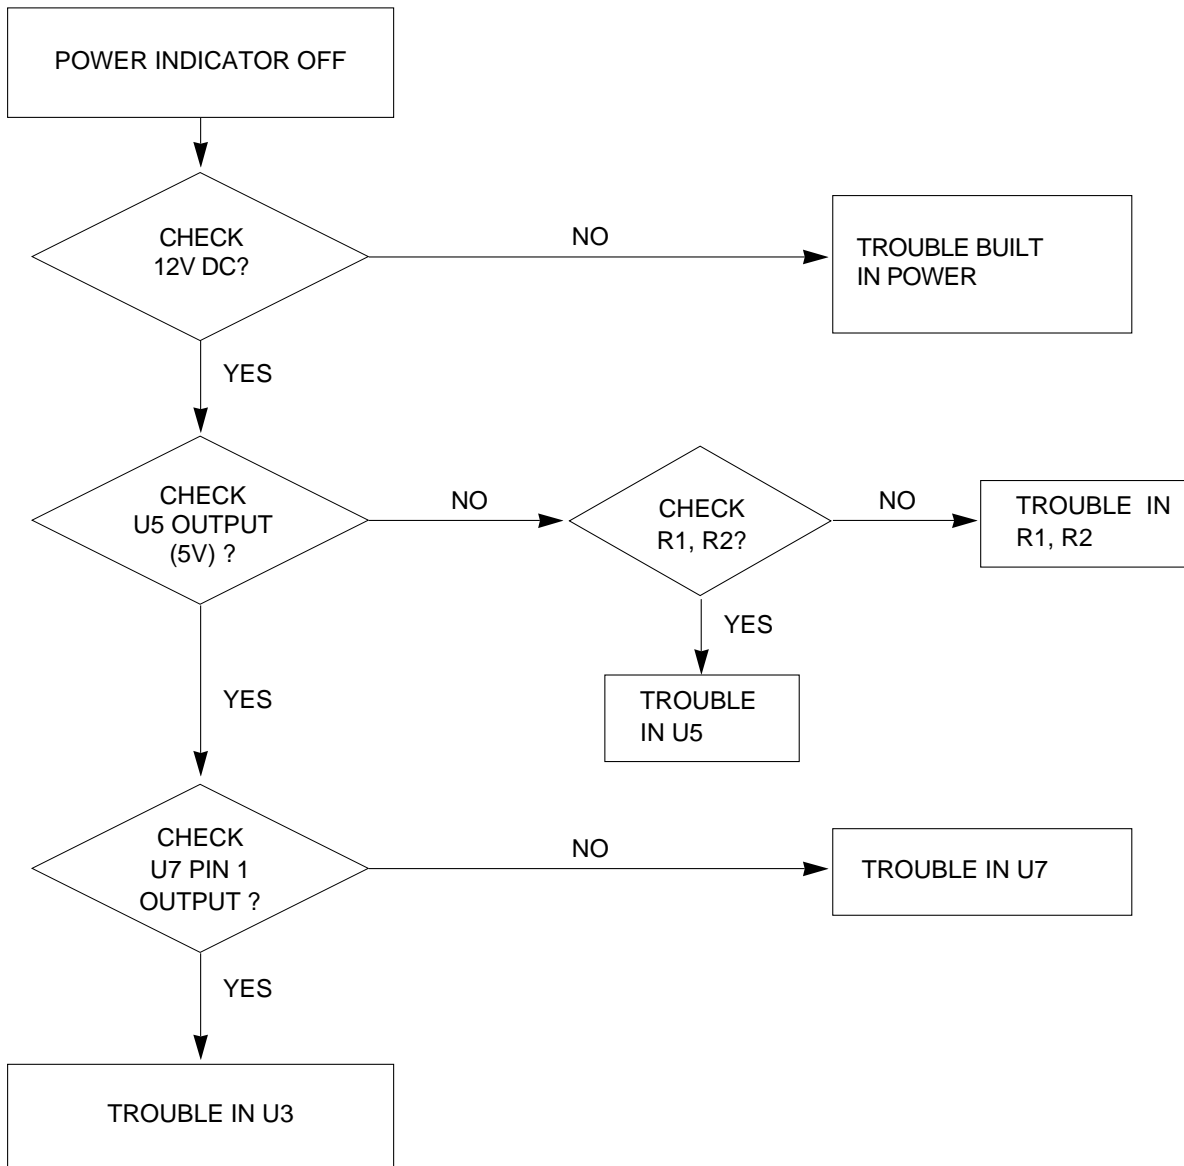 POWER INDICATOR OFF
CHECK
12V DC?
NO
TROUBLE BUILT
IN POWER
YES
CHECK
U5 OUTPUT
(5V) ?
NO
CHECK
R1, R2?
NO
TROUBLE IN
R1, R2
YES
TROUBLE
IN U5
YES
CHECK
U7 PIN 1
OUTPUT ?
NO
TROUBLE IN U7
YES
TROUBLE IN U3